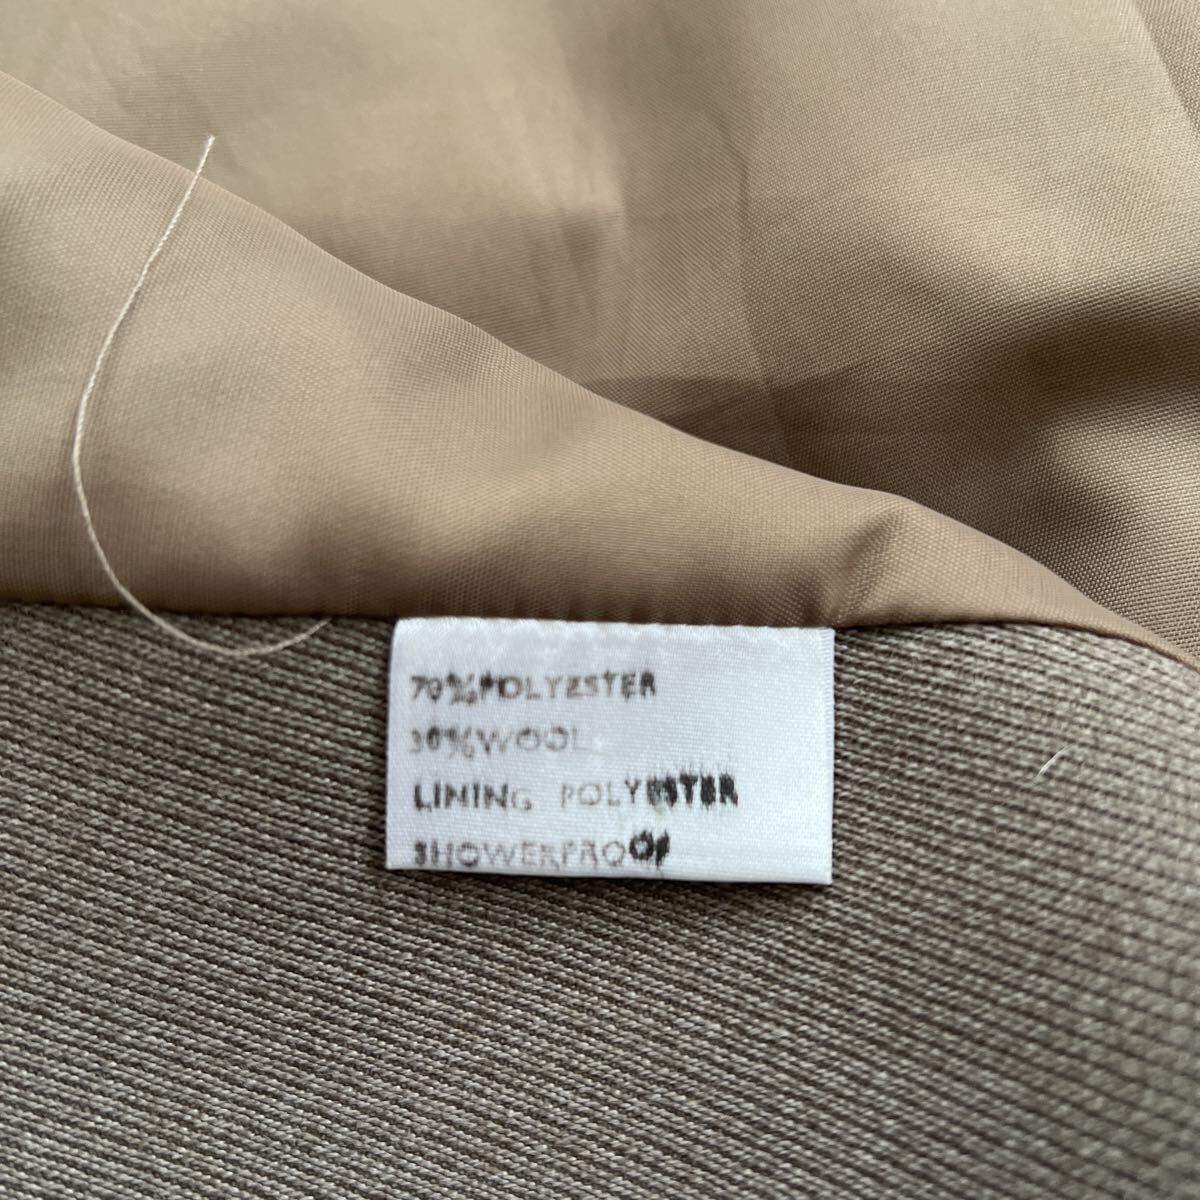 70%POLYESTER
30%WOOL
LINING POLYESTER
SHOWERPROOF